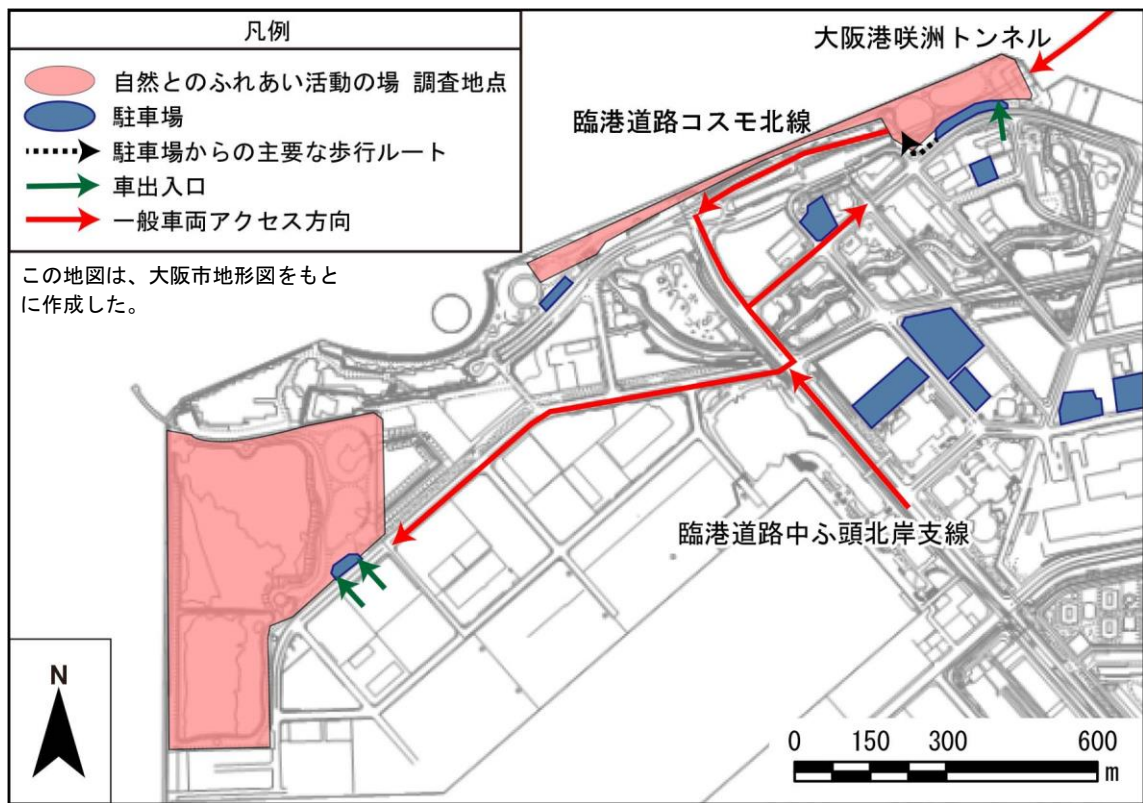 凡例
自然とのふれあい活動の場 調査地点
駐車場
駐車場からの主要な歩行ルート
車出入口
一般車両アクセス方向
この地図は、大阪市地形図をもと
に作成した。
大阪港咲洲トンネル
臨港道路コスモ北線
臨港道路中ふ頭北岸支線
N
0 150 300 600
m